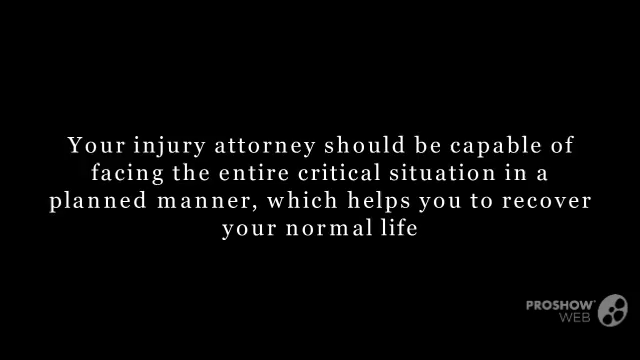 Your injury attorney should be capable of
facing the entire critical situation in a
planned manner, which helps you to recover
your normal life
PROSHOW™
WEB